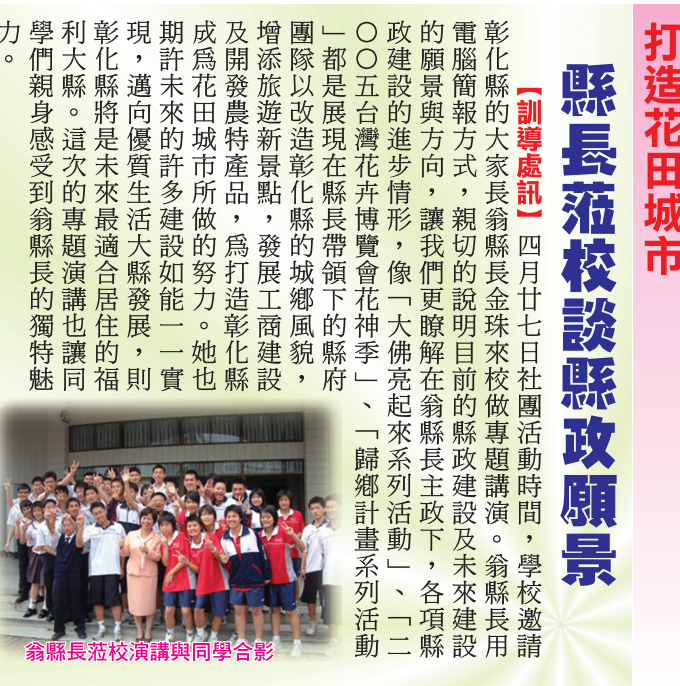 打造花田城市
縣長蒞校談縣政願景
【訓導處訊】四月廿七日社團活動時間，學校邀請
彰化縣的大家長翁縣長金珠來校做專題講演。翁縣長用
電腦簡報方式，親切的說明目前的縣政建設及未來建設
的願景與方向，讓我們更瞭解在翁縣長主政下，各項縣
政建設的進步情形，像「大佛亮起來系列活動」、「二
〇〇五台灣花卉博覽會花神季」、「歸鄉計畫系列活動
」都是展現在縣長帶領下的縣府
團隊以改造彰化縣的城鄉風貌，
增添旅遊新景點，發展工商建設
及開發農特產品，為打造彰化縣
成為花田城市所做的努力。她也
期許未來的許多建設如能一一實
現，邁向優質生活大縣發展，則
彰化縣將是未來最適合居住的福
利大縣。這次的專題演講也讓同
學們親身感受到翁縣長的獨特魅
力。
翁縣長蒞校演講與同學合影